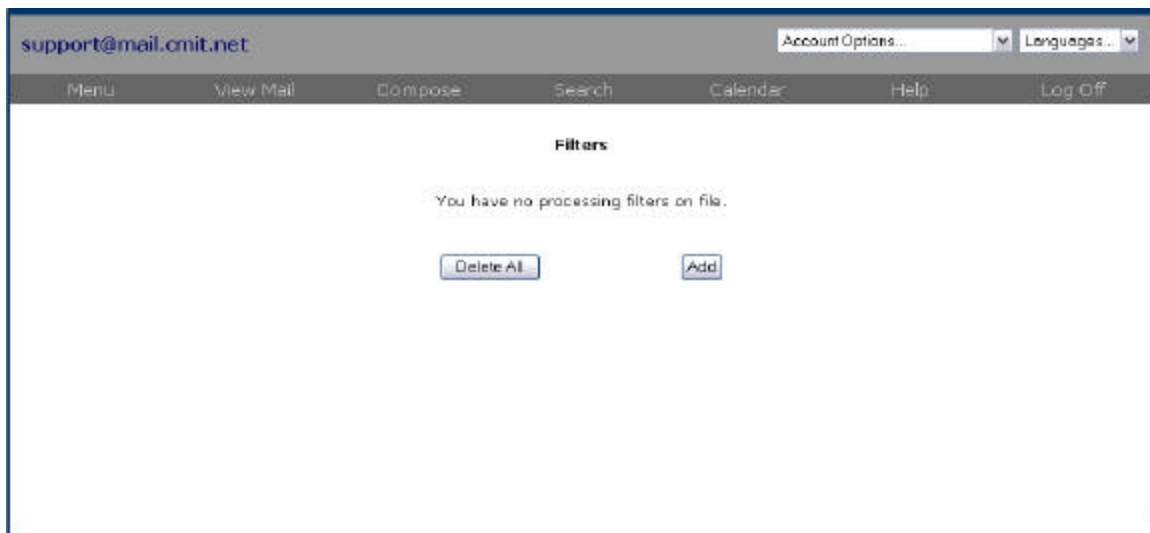 support@mail.cmit.net
Account Options...
Languages...
Menu View Mail Compose Search Calendar Help Log Off
Filters
You have no processing filters on file.
Delete All Add